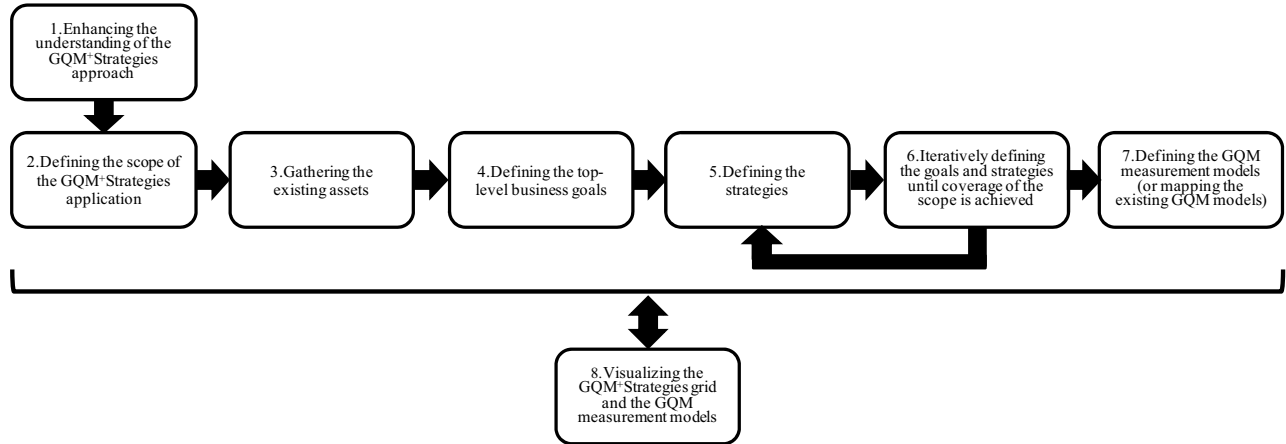 1.Enhancing the
understanding of the
GQM⁺Strategies
approach
2.Defining the scope of
the GQM⁺Strategies
application
3.Gathering the
existing assets
4.Defining the top-
level business goals
5.Defining the
strategies
6.Iteratively defining
the goals and strategies
until coverage of the
scope is achieved
7.Defining the GQM
measurement models
(or mapping the
existing GQM models)
8.Visualizing the
GQM⁺Strategies grid
and the GQM
measurement models